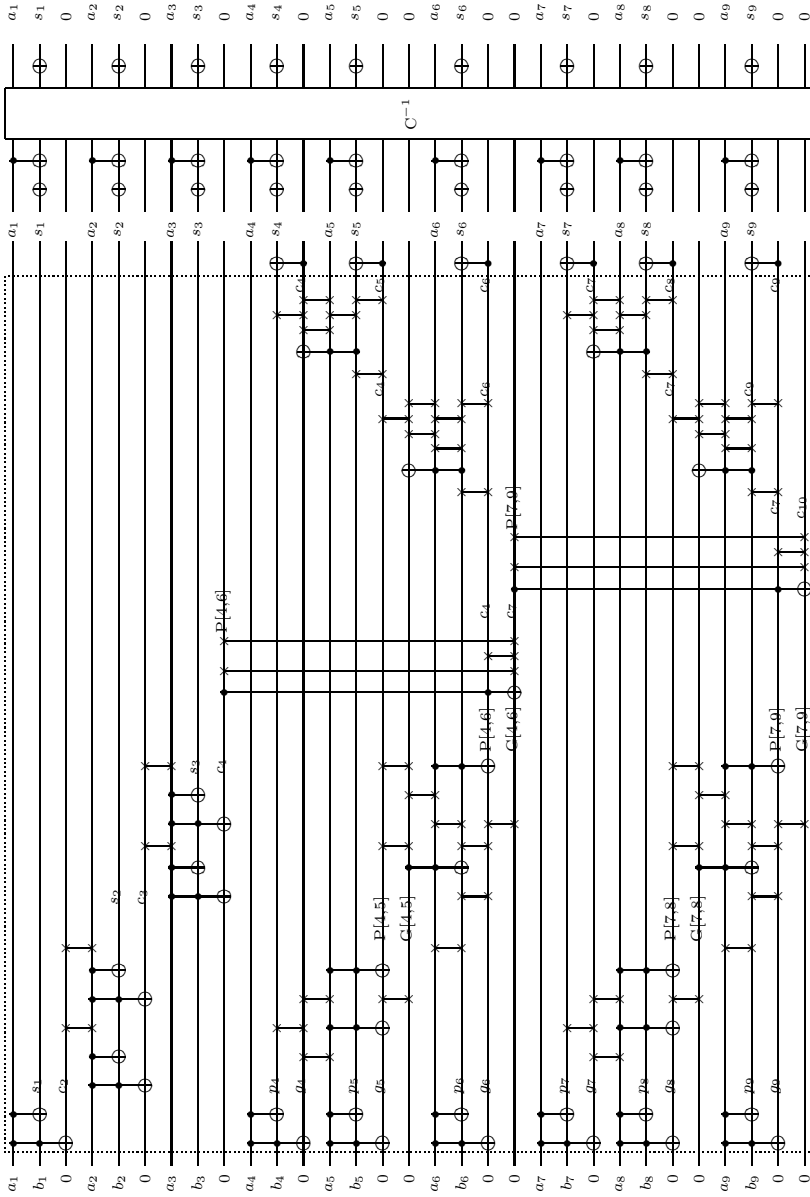 a₁ a₁ a₁
b₁ s₁ s₁ s₁
0 c₂ 0
a₂ a₂ a₂
b₂ s₂ s₂ s₂
0 c₃ 0
a₃ a₃ a₃
b₃ s₃ s₃ s₃
0 c₄ P[4,6] 0
a₄ a₄ a₄
b₄ p₄ s₄ s₄
0 g₄ c₄ 0
a₅ a₅ a₅
b₅ p₅ s₅ s₅
0 g₅ P[4,5] c₄ c₅ 0
0 G[4,5] C⁻¹ 0
a₆ a₆ a₆
b₆ p₆ s₆ s₆
0 g₆ P[4,6] c₄ c₆ c₆ 0
0 G[4,6] c₇ P[7,9] 0
a₇ a₇ a₇
b₇ p₇ s₇ s₇
0 g₇ c₇ 0
a₈ a₈ a₈
b₈ p₈ s₈ s₈
0 g₈ P[7,8] c₇ c₈ 0
0 G[7,8] 0
a₉ a₉ a₉
b₉ p₉ c₉ s₉ s₉
0 g₉ P[7,9] c₇ c₉ 0
0 G[7,9] c₁₀ 0